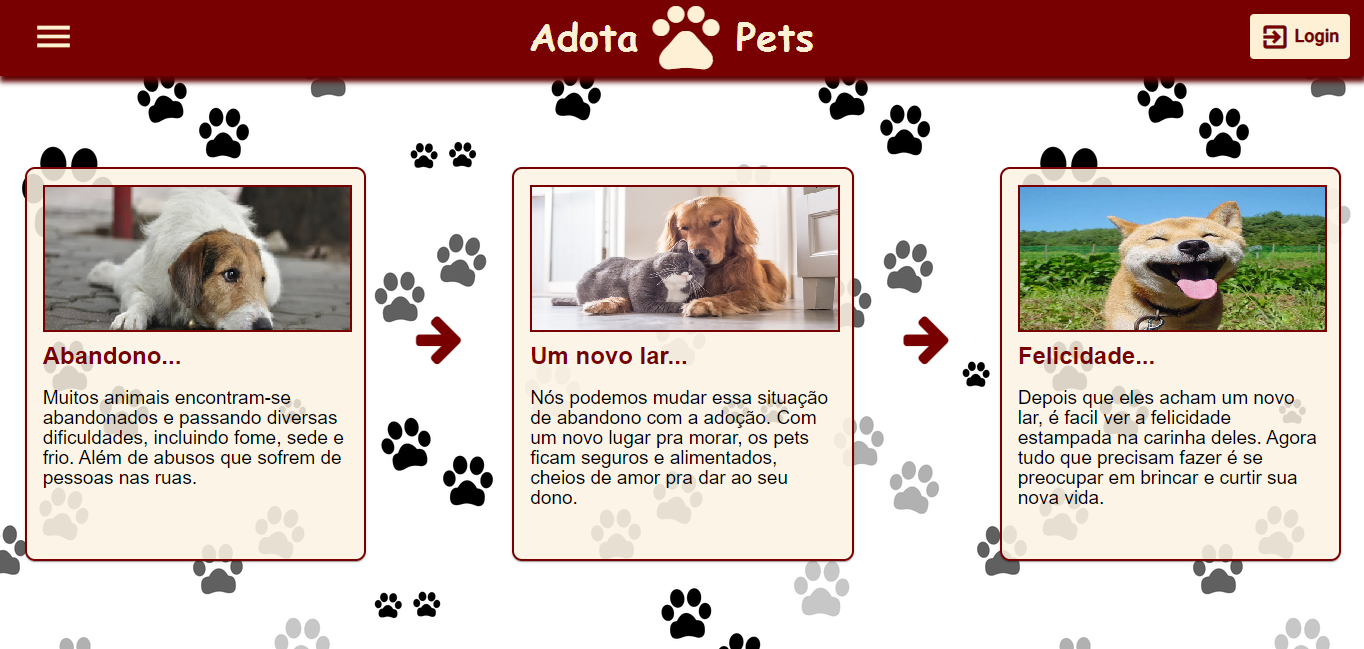 Adota Pets
Login
Abandono...
Muitos animais encontram-se
abandonados e passando diversas
dificuldades, incluindo fome, sede e
frio. Além de abusos que sofrem de
pessoas nas ruas.
Um novo lar...
Nós podemos mudar essa situação
de abandono com a adoção. Com
um novo lugar pra morar, os pets
ficam seguros e alimentados,
cheios de amor pra dar ao seu
dono.
Felicidade...
Depois que eles acham um novo
lar, é facil ver a felicidade
estampada na carinha deles. Agora
tudo que precisam fazer é se
preocupar em brincar e curtir sua
nova vida.